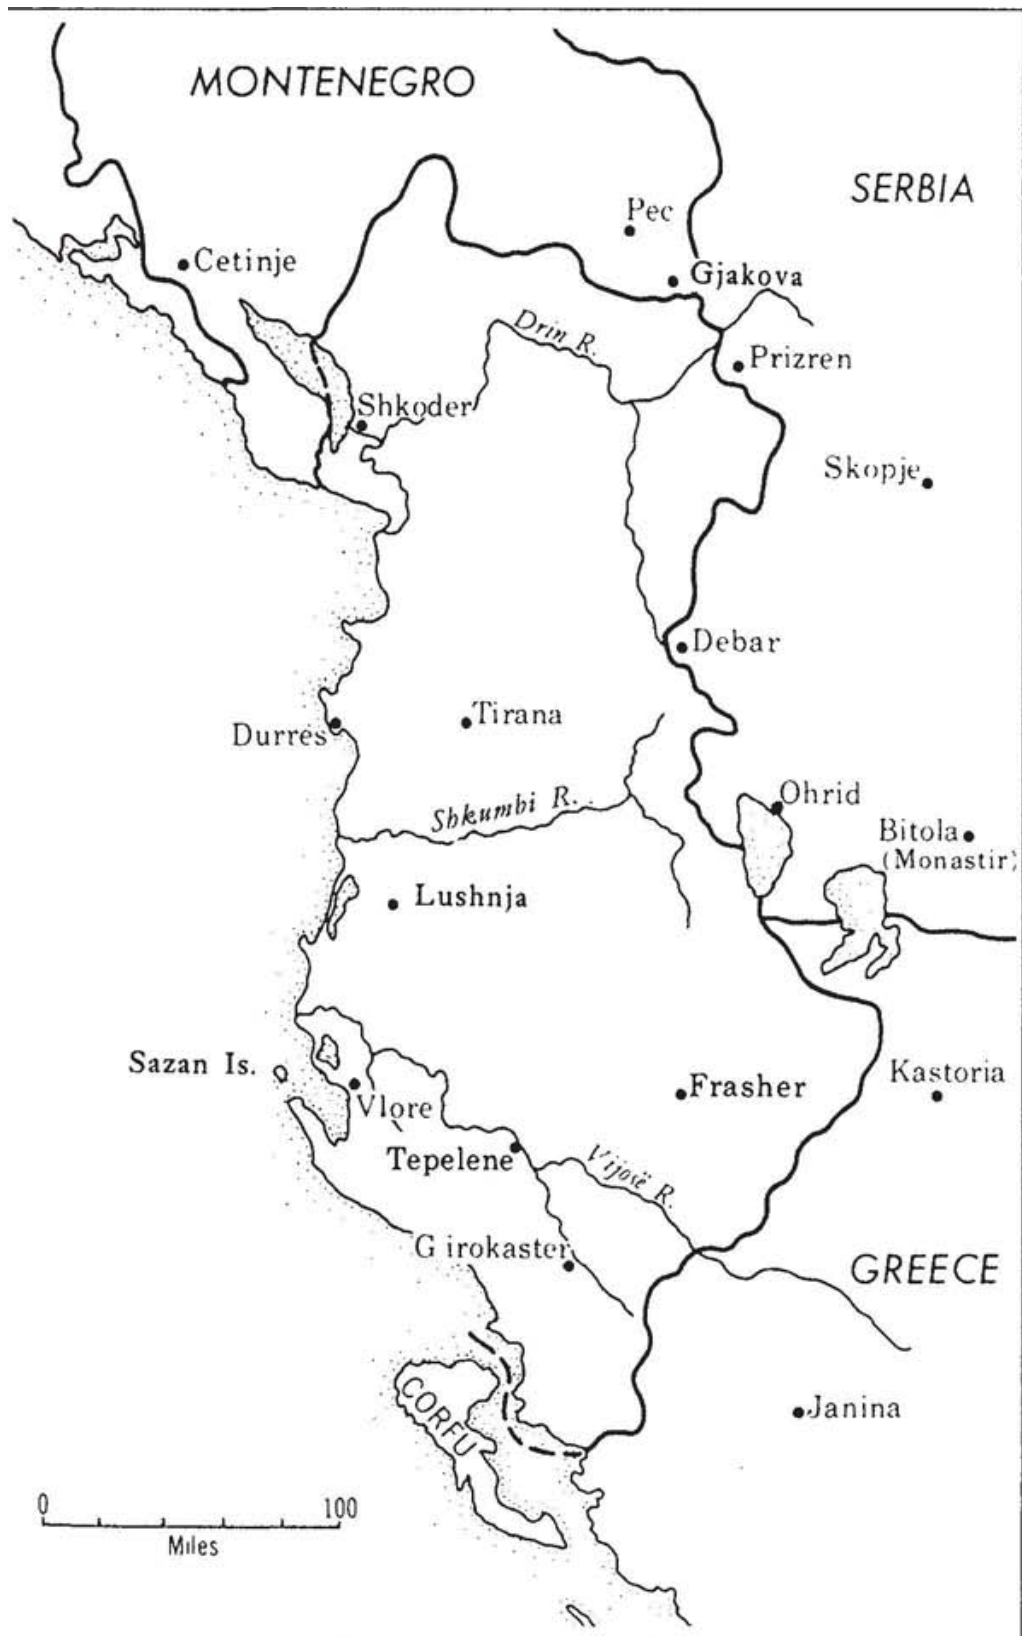 MONTENEGRO
SERBIA
Pec
Cetinje
Gjakova
Drin R.
Prizren
Shkoder
Skopje
Debar
Tirana
Durres
Ohrid
Shkumbi R.
Bitola
(Monastir)
Lushnja
Sazan Is.
Vlore
Frasher
Kastoria
Tepelene
Vijosë R.
G irokaster
GREECE
CORFU
Janina
0 100
Miles